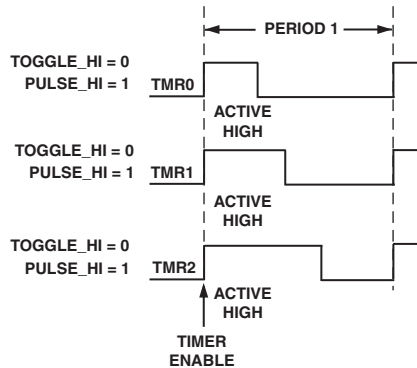 PERIOD 1
TOGGLE_HI = 0
PULSE_HI = 1 TMR0
ACTIVE
HIGH
TOGGLE_HI = 0
PULSE_HI = 1 TMR1
ACTIVE
HIGH
TOGGLE_HI = 0
PULSE_HI = 1 TMR2
ACTIVE
HIGH
TIMER
ENABLE